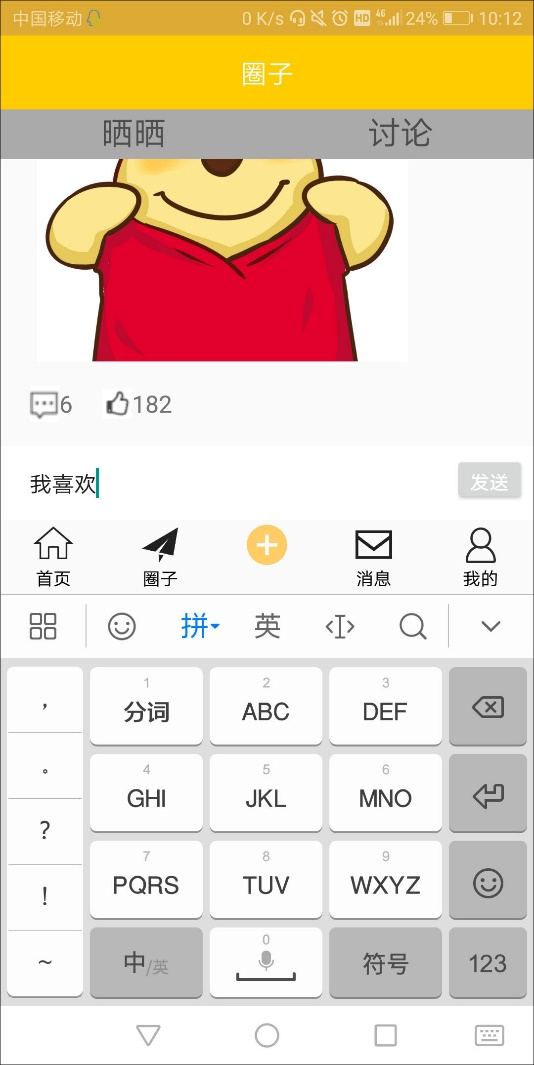 中国移动 0 K/s HD 4G 24% 10:12
圈子
晒晒 讨论
6 182
我喜欢 发送
首页 圈子 消息 我的
拼 英
, 1 分词 2 ABC 3 DEF
。 4 GHI 5 JKL 6 MNO
? 7 PQRS 8 TUV 9 WXYZ
!
~ 中/英 0 符号 123